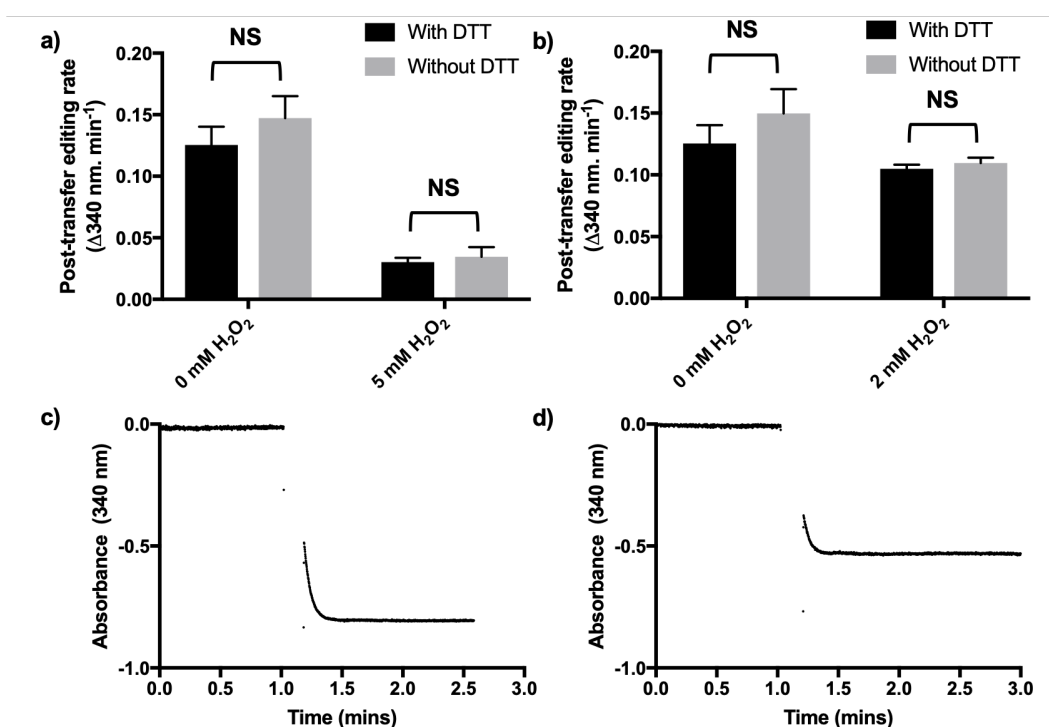 a)
NS
With DTT
Without DTT
Post-transfer editing rate
(Δ340 nm. min-1)
0.20
0.15
0.10
0.05
0.00
NS
0 mM H2O2
5 mM H2O2
b)
NS
With DTT
Without DTT
Post-transfer editing rate
(Δ340 nm. min-1)
0.20
0.15
0.10
0.05
0.00
NS
0 mM H2O2
2 mM H2O2
c)
Absorbance (340 nm)
0.0
-0.5
-1.0
0.0 0.5 1.0 1.5 2.0 2.5 3.0
Time (mins)
d)
Absorbance (340 nm)
0.0
-0.5
-1.0
0.0 0.5 1.0 1.5 2.0 2.5 3.0
Time (mins)